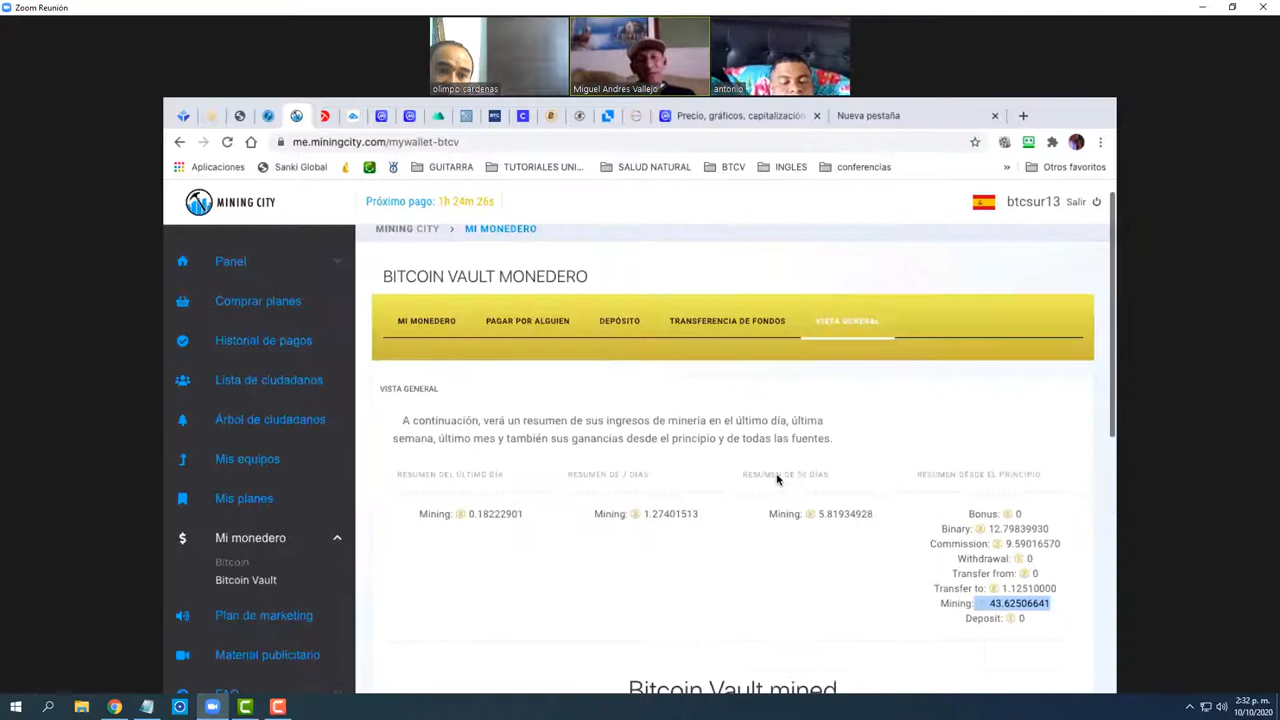 Zoom Reunión
olimpo cardenas
Miguel Andres Vallejo
antonio
Precio, gráficos, capitalización
Nueva pestaña
me.miningcity.com/mywallet-btcv
Aplicaciones
Sanki Global
GUITARRA
TUTORIALES UNI...
SALUD NATURAL
BTCV
INGLES
conferencias
»
Otros favoritos
MINING CITY
Próximo pago: 1h 24m 26s
btcsur13
Salir
MINING CITY > MI MONEDERO
Panel
Comprar planes
Historial de pagos
Lista de ciudadanos
Árbol de ciudadanos
Mis equipos
Mis planes
Mi monedero
Bitcoin
Bitcoin Vault
Plan de marketing
Material publicitario
FAQ
BITCOIN VAULT MONEDERO
MI MONEDERO
PAGAR POR ALGUIEN
DEPÓSITO
TRANSFERENCIA DE FONDOS
VISTA GENERAL
VISTA GENERAL
A continuación, verá un resumen de sus ingresos de minería en el último día, última
semana, último mes y también sus ganancias desde el principio y de todas las fuentes.
RESUMEN DEL ÚLTIMO DÍA
Mining: 0.18222901
RESUMEN DE 7 DÍAS
Mining: 1.27401513
RESUMEN DE 30 DÍAS
Mining: 5.81934928
RESUMEN DESDE EL PRINCIPIO
Bonus: 0
Binary: 12.79839930
Commission: 9.59016570
Withdrawal: 0
Transfer from: 0
Transfer to: 1.12510000
Mining: 43.62506641
Deposit: 0
Bitcoin Vault mined
2:32 p. m.
10/10/2020